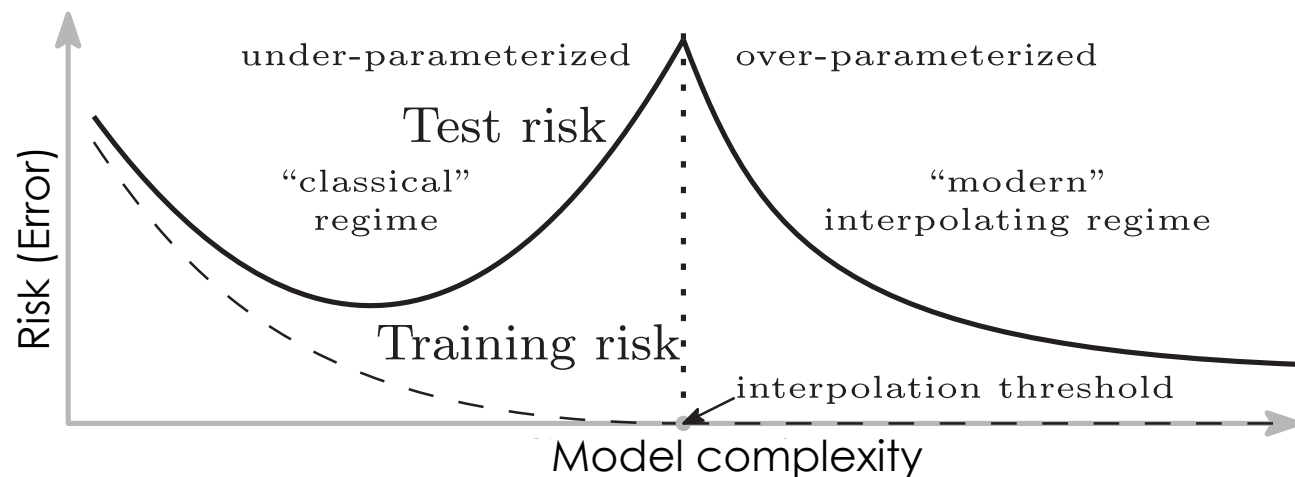 under-parameterized
over-parameterized
Test risk
“classical”
regime
“modern”
interpolating regime
Risk (Error)
Training risk
interpolation threshold
Model complexity